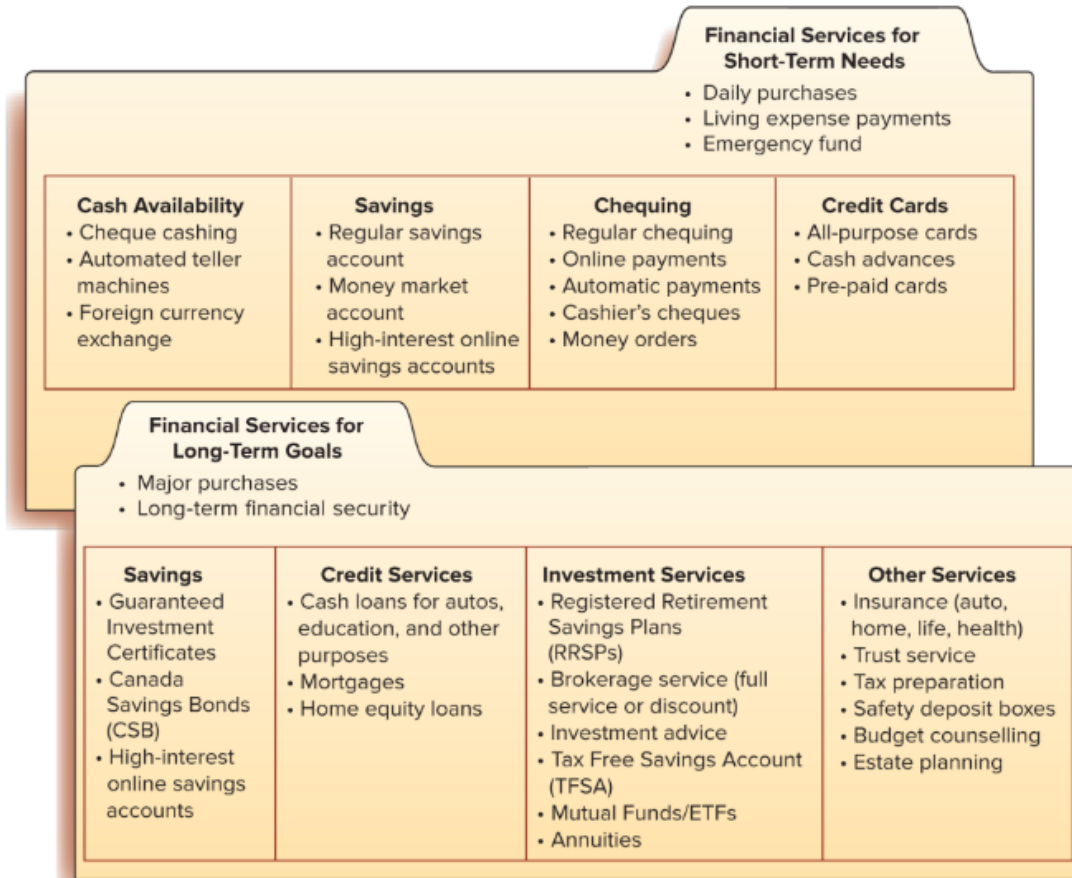 Financial Services for
Short-Term Needs
• Daily purchases
• Living expense payments
• Emergency fund
Cash Availability
• Cheque cashing
• Automated teller
machines
• Foreign currency
exchange
Savings
• Regular savings
account
• Money market
account
• High-interest online
savings accounts
Chequing
• Regular chequing
• Online payments
• Automatic payments
• Cashier's cheques
• Money orders
Credit Cards
• All-purpose cards
• Cash advances
• Pre-paid cards
Financial Services for
Long-Term Goals
• Major purchases
• Long-term financial security
Savings
• Guaranteed
Investment
Certificates
• Canada
Savings Bonds
(CSB)
• High-interest
online savings
accounts
Credit Services
• Cash loans for autos,
education, and other
purposes
• Mortgages
• Home equity loans
Investment Services
• Registered Retirement
Savings Plans
(RRSPs)
• Brokerage service (full
service or discount)
• Investment advice
• Tax Free Savings Account
(TFSA)
• Mutual Funds/ETFs
• Annuities
Other Services
• Insurance (auto,
home, life, health)
• Trust service
• Tax preparation
• Safety deposit boxes
• Budget counselling
• Estate planning